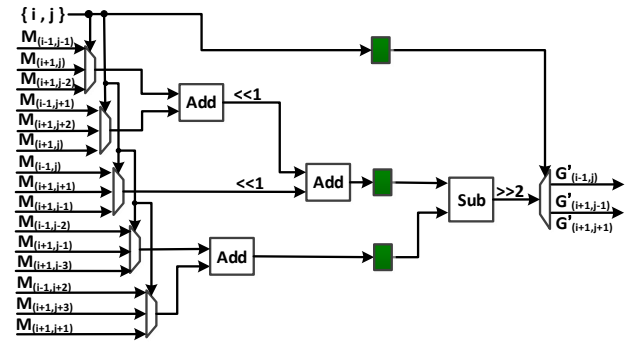 { i , j }
M(i-1,j-1)
M(i+1,j)
M(i+1,j-2)
M(i-1,j+1)
M(i+1,j+2)
M(i+1,j)
M(i-1,j)
M(i+1,j+1)
M(i+1,j-1)
M(i-1,j-2)
M(i+1,j-1)
M(i+1,j-3)
M(i-1,j+2)
M(i+1,j+3)
M(i+1,j+1)
Add
<<1
<<1
Add
Add
Sub
>>2
G'(i-1,j)
G'(i+1,j-1)
G'(i+1,j+1)